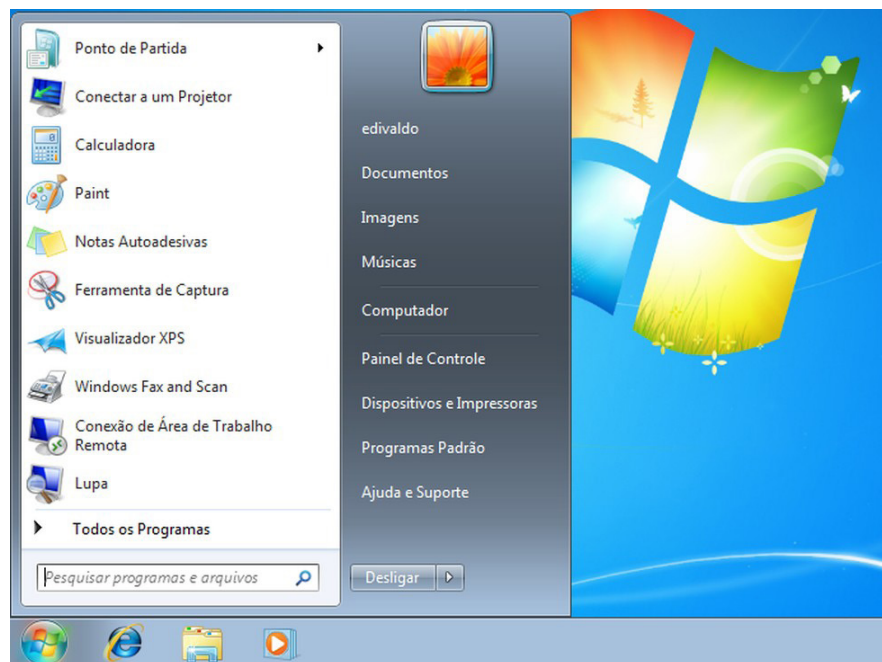 Ponto de Partida
Conectar a um Projetor
Calculadora
Paint
Notas Autoadesivas
Ferramenta de Captura
Visualizador XPS
Windows Fax and Scan
Conexão de Área de Trabalho
Remota
Lupa
Todos os Programas
Pesquisar programas e arquivos
edivaldo
Documentos
Imagens
Músicas
Computador
Painel de Controle
Dispositivos e Impressoras
Programas Padrão
Ajuda e Suporte
Desligar